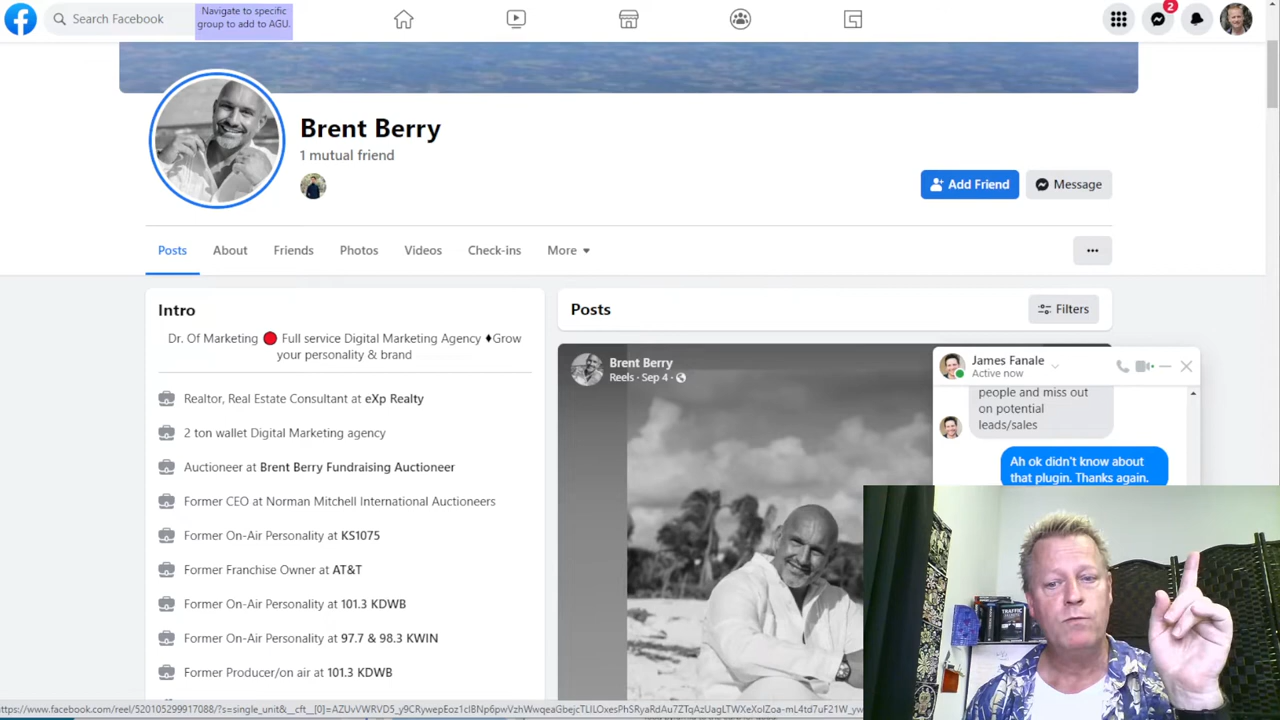 Search Facebook
Navigate to specific
group to add to AGU.
2
Brent Berry
1 mutual friend
Add Friend
Message
Posts
About
Friends
Photos
Videos
Check-ins
More
Intro
Dr. Of Marketing 🔴 Full service Digital Marketing Agency ♦Grow
your personality & brand
Realtor, Real Estate Consultant at eXp Realty
2 ton wallet Digital Marketing agency
Auctioneer at Brent Berry Fundraising Auctioneer
Former CEO at Norman Mitchell International Auctioneers
Former On-Air Personality at KS1075
Former Franchise Owner at AT&T
Former On-Air Personality at 101.3 KDWB
Former On-Air Personality at 97.7 & 98.3 KWIN
Former Producer/on air at 101.3 KDWB
Posts
Filters
Brent Berry
Reels · Sep 4 ·
James Fanale
Active now
people and miss out
on potential
leads/sales
Ah ok didn't know about
that plugin. Thanks again.
TRAFFIC